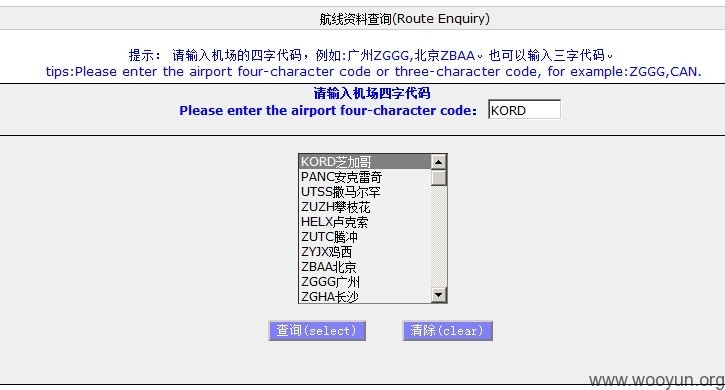 航线资料查询(Route Enquiry)
提示: 请输入机场的四字代码，例如:广州ZGGG,北京ZBAA。也可以输入三字代码。
tips:Please enter the airport four-character code or three-character code, for example:ZGGG,CAN.
请输入机场四字代码
Please enter the airport four-character code: KORD
KORD芝加哥
PANC安克雷奇
UTSS撒马尔罕
ZUZH攀枝花
HELX卢克索
ZUTC腾冲
ZYJX鸡西
ZBAA北京
ZGGG广州
ZGHA长沙
查询(select) 清除(clear)
www.wooyun.org